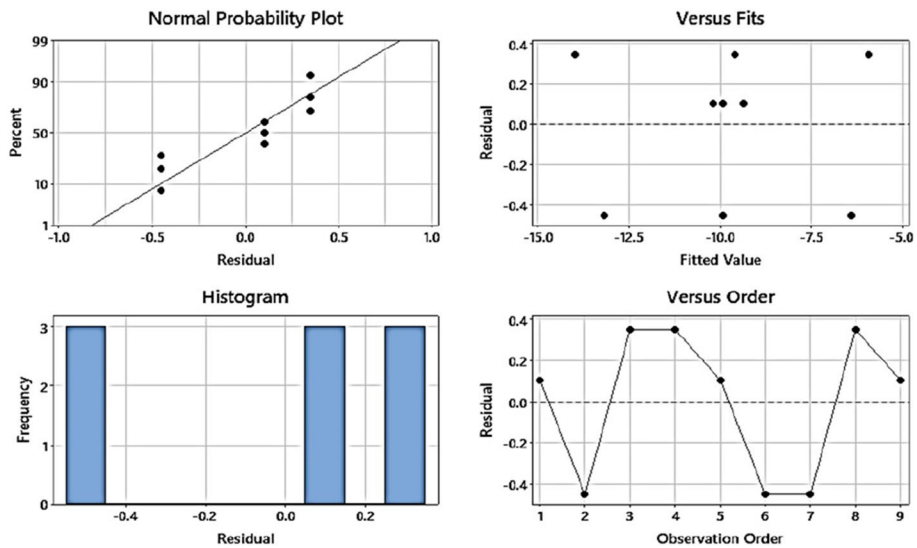 Normal Probability Plot
99
90
50
10
1
Percent
-1.0 -0.5 0.0 0.5 1.0
Residual
Versus Fits
0.4
0.2
0.0
-0.2
-0.4
Residual
-15.0 -12.5 -10.0 -7.5 -5.0
Fitted Value
Histogram
3
2
1
0
Frequency
-0.4 -0.2 0.0 0.2
Residual
Versus Order
0.4
0.2
0.0
-0.2
-0.4
Residual
1 2 3 4 5 6 7 8 9
Observation Order